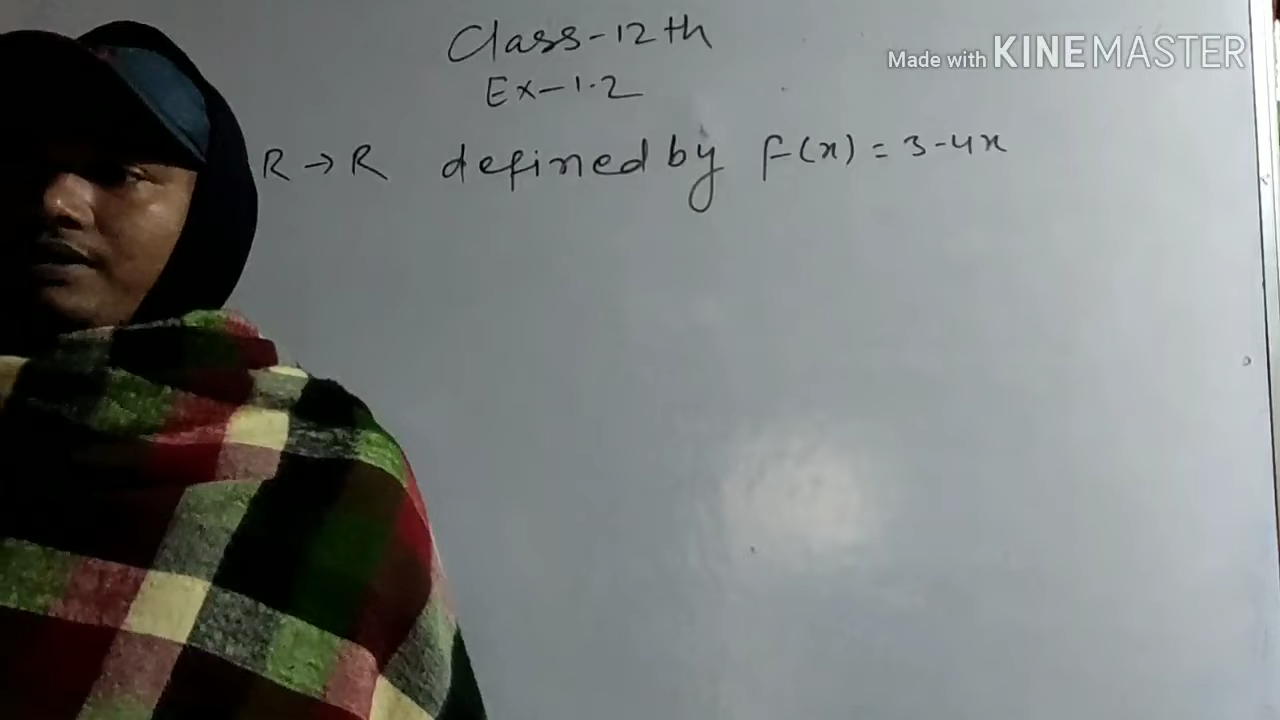 Class-12th
Made with KINEMASTER
Ex-1.2
R → R defined by f(x) = 3-4x